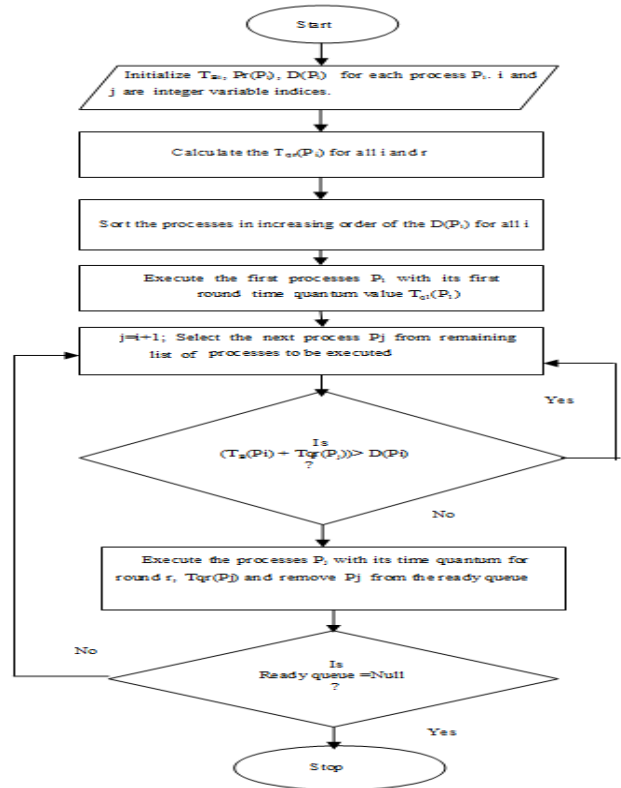 Start
Initialize T, Pr(Pi), D(Pi) for each process Pi. i and
j are integer variable indices.
Calculate the Tqr(Pi) for all i and r
Sort the processes in increasing order of the D(Pi) for all i
Execute the first processes P1 with its first
round time quantum value Tq1(P1)
j=i+1; Select the next process Pj from remaining
list of processes to be executed
Yes
Is
(T(Pi) + Tqr(Pj))> D(Pi)
?
No
Execute the processes Pj with its time quantum for
round r, Tqr(Pj) and remove Pj from the ready queue
No
Is
Ready queue =Null
?
Yes
Stop